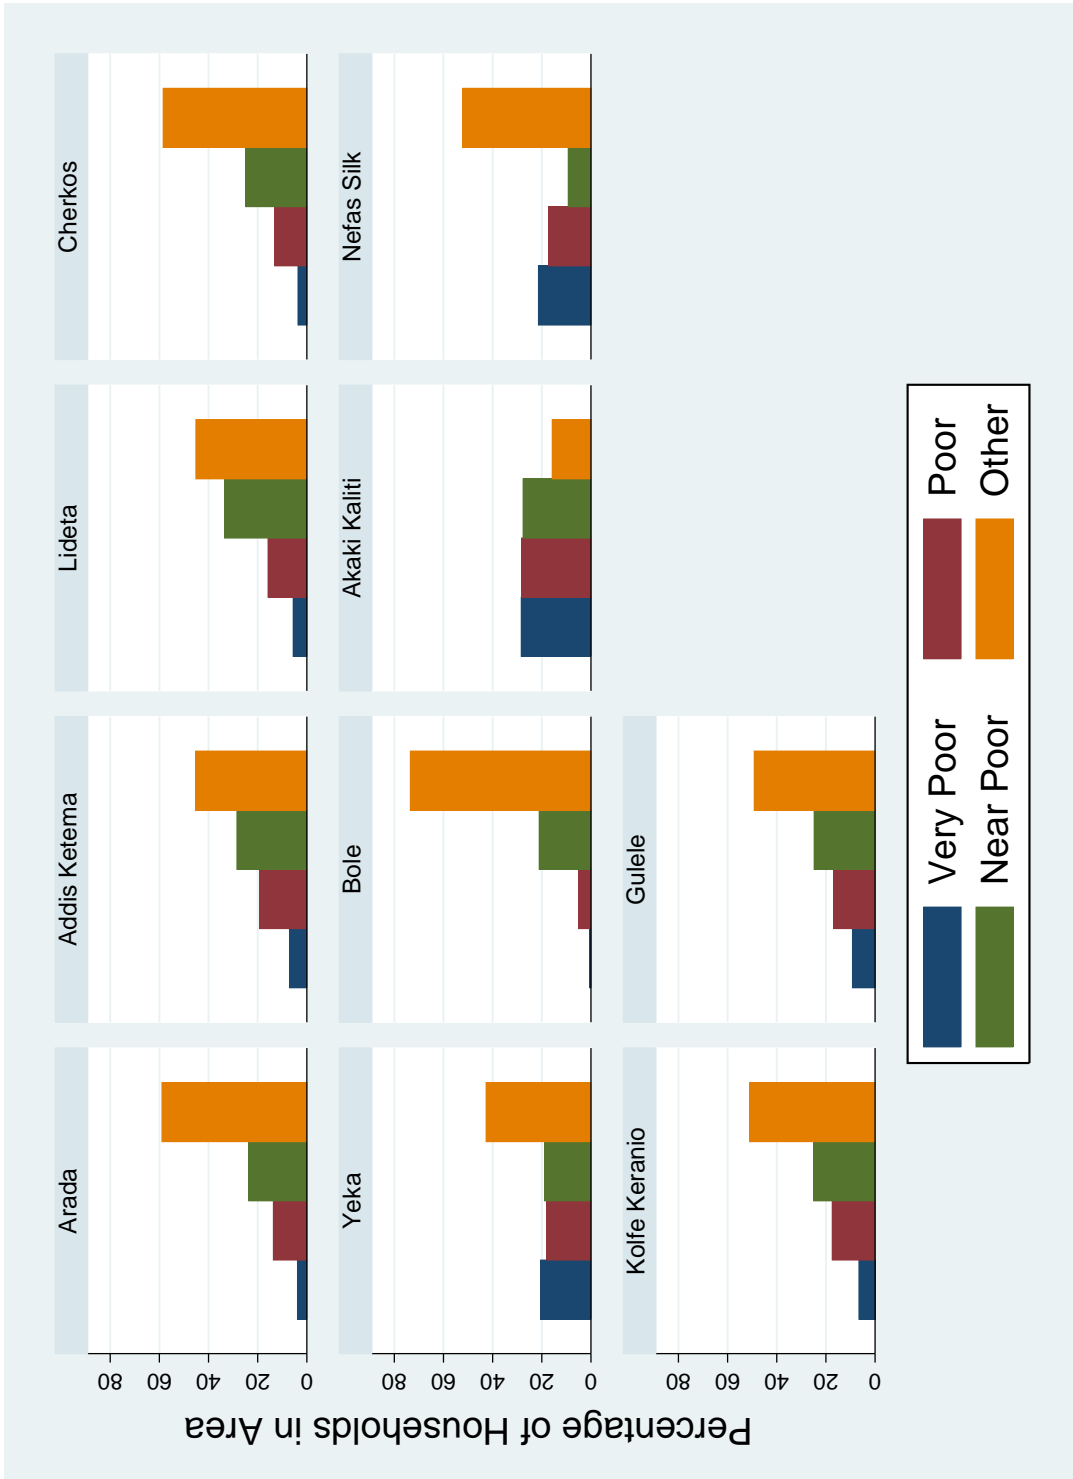 Arada
Addis Ketema
Lideta
Cherkos
0 20 40 60 80
Yeka
Bole
Akaki Kaliti
Nefas Silk
0 20 40 60 80
Kolfe Keranio
Gulele
0 20 40 60 80
Percentage of Households in Area
Very Poor
Poor
Near Poor
Other